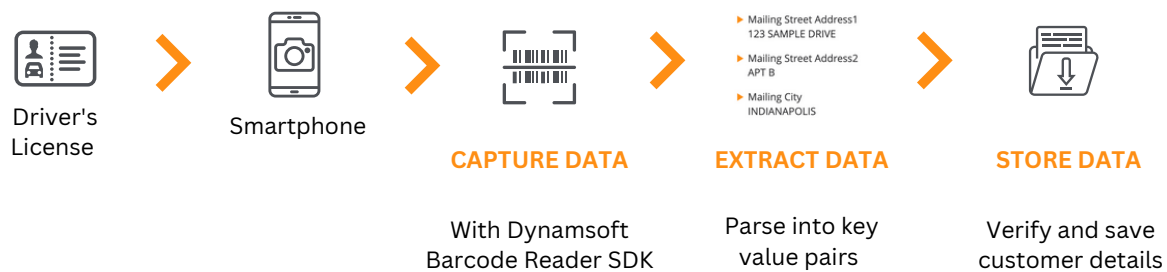 Driver's
License
Smartphone
CAPTURE DATA
With Dynamsoft
Barcode Reader SDK
Mailing Street Address1
123 SAMPLE DRIVE
Mailing Street Address2
APT B
Mailing City
INDIANAPOLIS
EXTRACT DATA
Parse into key
value pairs
STORE DATA
Verify and save
customer details